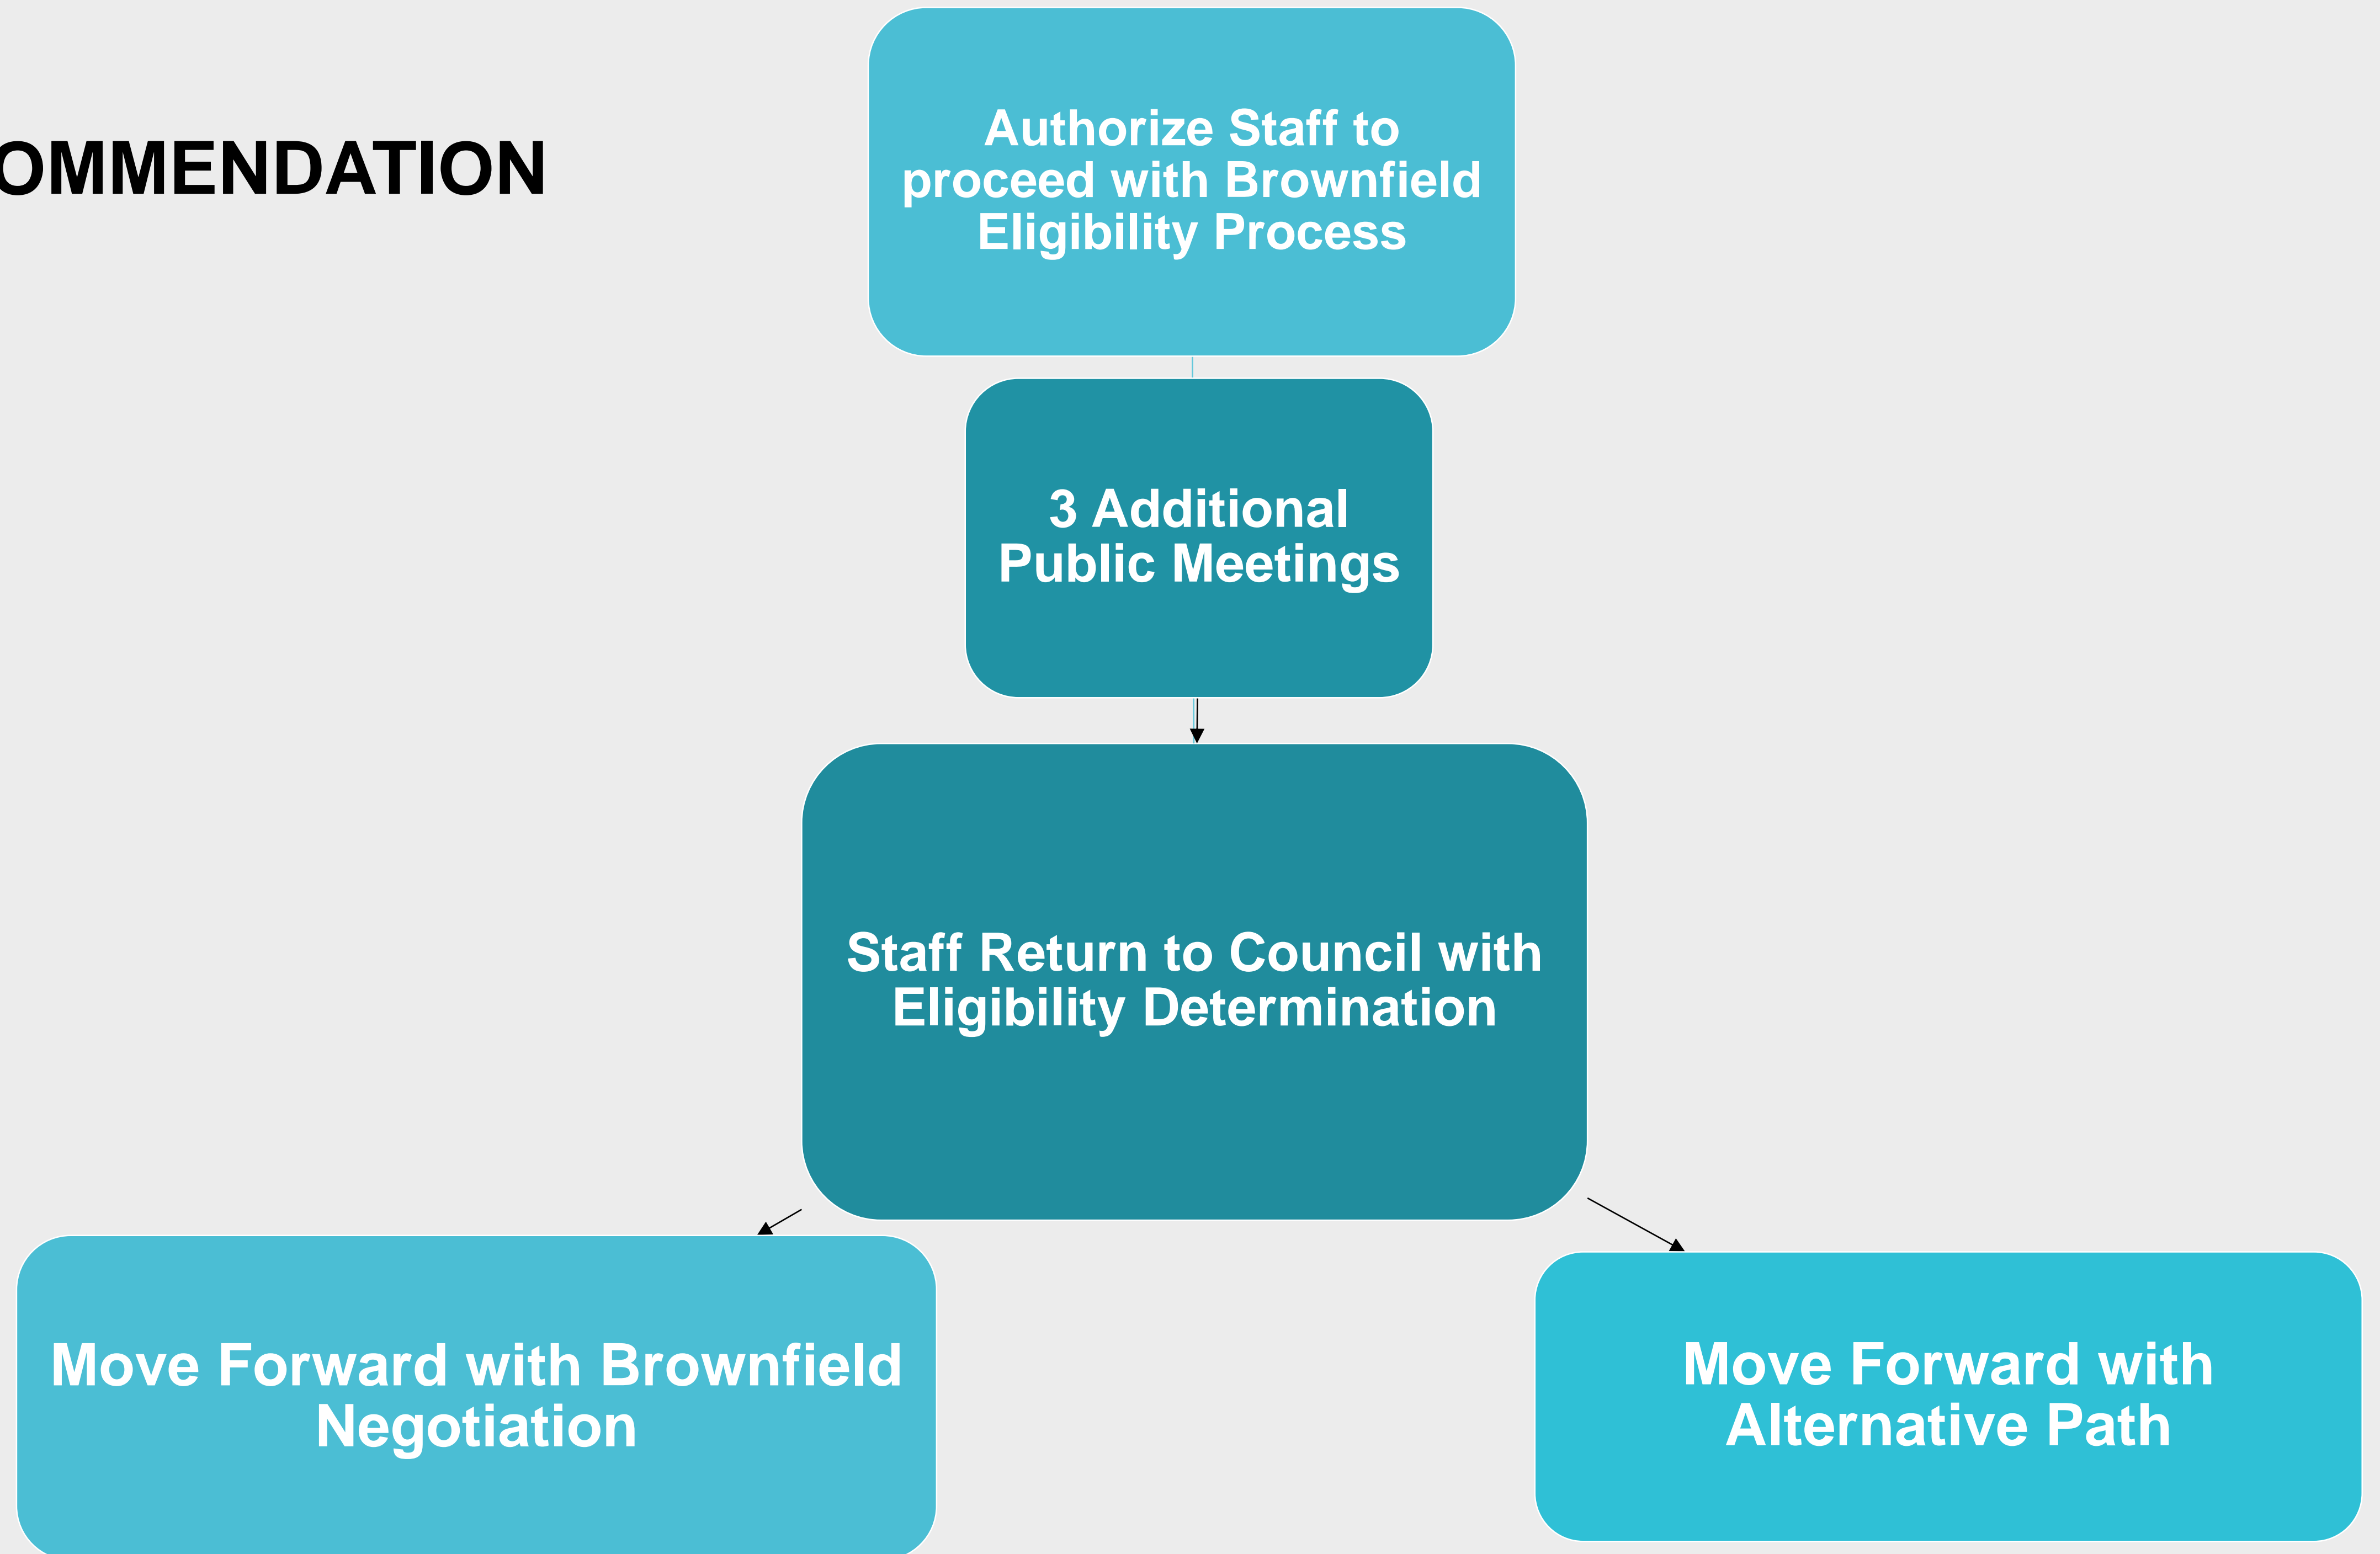 OMMENDATION
Authorize Staff to
proceed with Brownfield
Eligibility Process
3 Additional
Public Meetings
Staff Return to Council with
Eligibility Determination
Move Forward with Brownfield
Negotiation
Move Forward with
Alternative Path